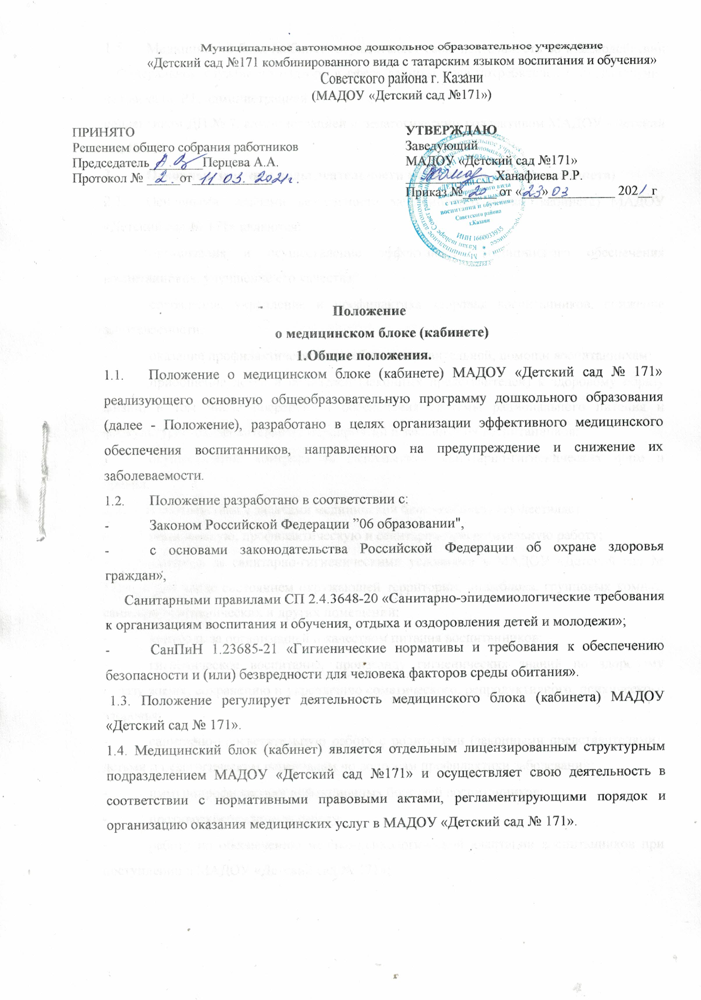 Муниципальное автономное дошкольное образовательное учреждение
«Детский сад №171 комбинированного вида с татарским языком воспитания и обучения»
Советского района г. Казани
(МАДОУ «Детский сад №171»)
ПРИНЯТО
Решением общего собрания работников
Председатель________Перцева А.А.
Протокол № 2. от 11 03. 2021г.
УТВЕРЖДАЮ
Заведующий
МАДОУ «Детский сад №171»
Ханафиева Р.Р.
Приказ № 20 от «23» 03 2021 г
«ДЕТСКИЙ САД №171
комбинированного вида
с татарским языком
воспитания и обучения»
Советского района
г.Казани
ИНН 1660033935
Положение
о медицинском блоке (кабинете)
1.Общие положения.
1.1. Положение о медицинском блоке (кабинете) МАДОУ «Детский сад № 171»
реализующего основную общеобразовательную программу дошкольного образования
(далее - Положение), разработано в целях организации эффективного медицинского
обеспечения воспитанников, направленного на предупреждение и снижение их
заболеваемости.
1.2. Положение разработано в соответствии с:
- Законом Российской Федерации ”06 образовании",
- с основами законодательства Российской Федерации об охране здоровья
граждан»,
Санитарными правилами СП 2.4.3648-20 «Санитарно-эпидемиологические требования
к организациям воспитания и обучения, отдыха и оздоровления детей и молодежи»;
- СанПиН 1.23685-21 «Гигиенические нормативы и требования к обеспечению
безопасности и (или) безвредности для человека факторов среды обитания».
1.3. Положение регулирует деятельность медицинского блока (кабинета) МАДОУ
«Детский сад № 171».
1.4. Медицинский блок (кабинет) является отдельным лицензированным структурным
подразделением МАДОУ «Детский сад №171» и осуществляет свою деятельность в
соответствии с нормативными правовыми актами, регламентирующими порядок и
организацию оказания медицинских услуг в МАДОУ «Детский сад № 171».